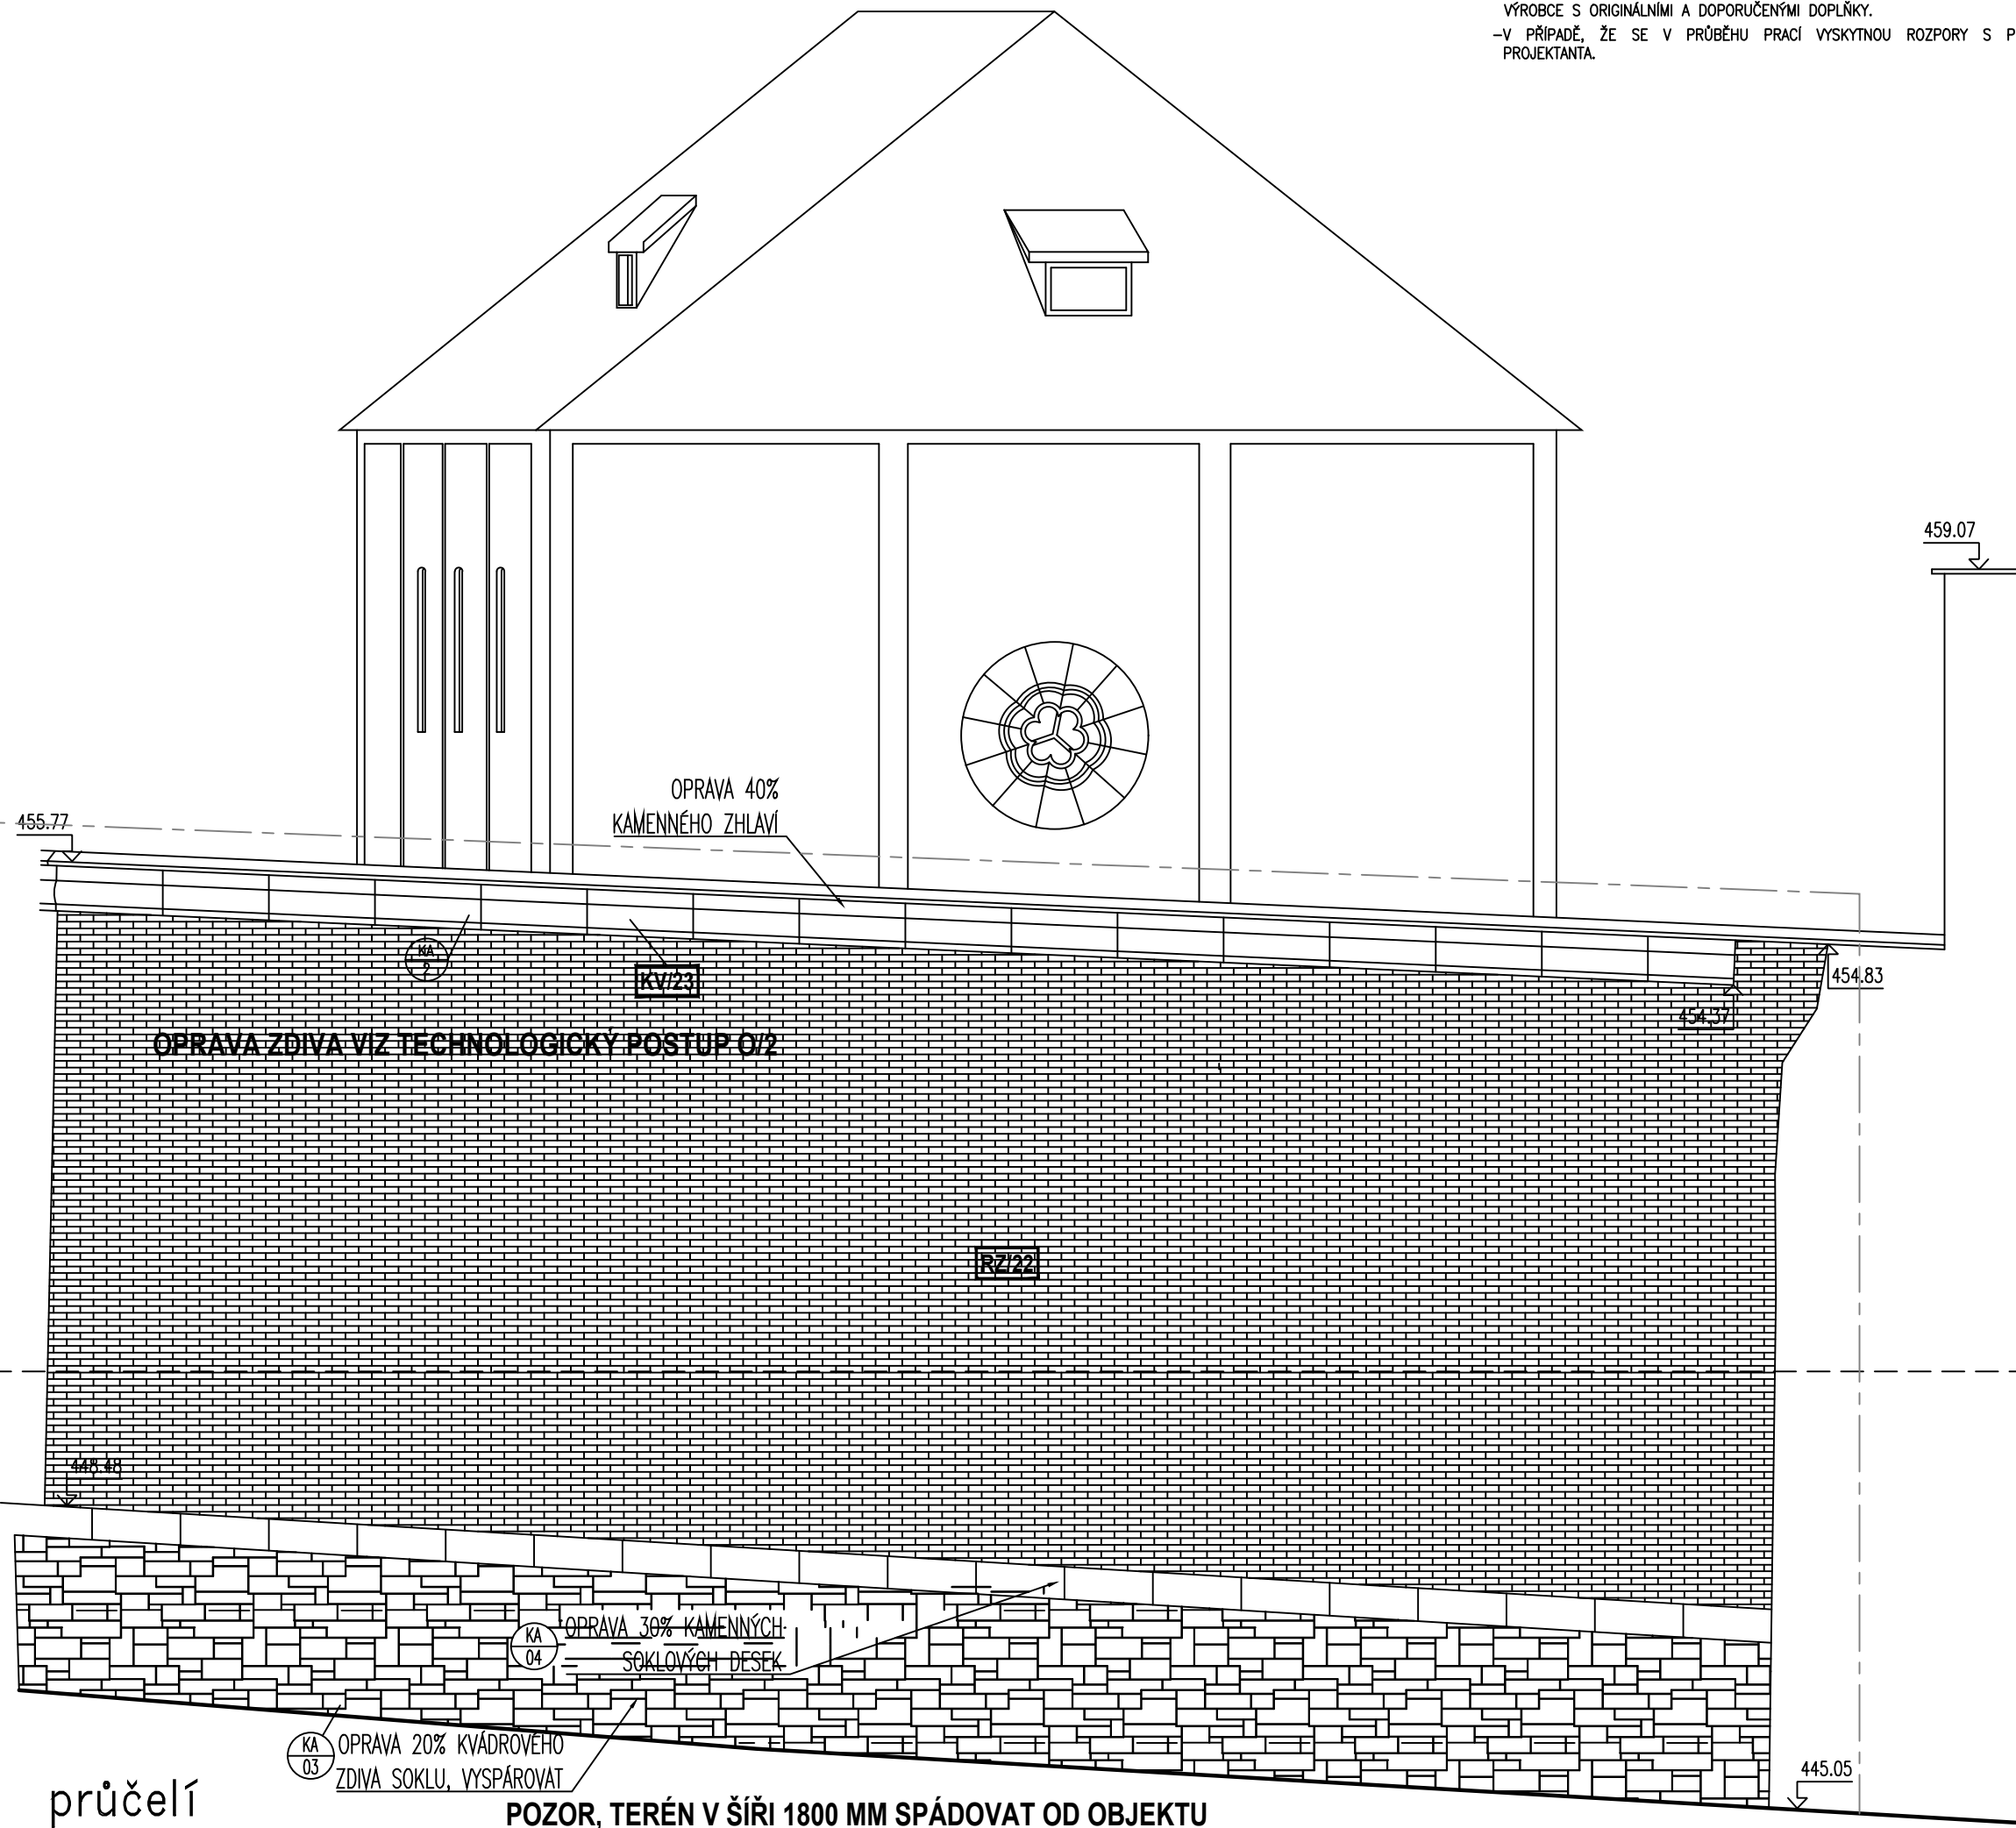 VÝROBCE S ORIGINÁLNÍMI A DOPORUČENÝMI DOPLŇKY.
-V PŘÍPADĚ, ŽE SE V PRŮBĚHU PRACÍ VYSKYTNOU ROZPORY S P
PROJEKTANTA.
459.07
OPRAVA 40%
KAMENNÉHO ZHLAVÍ
455.77
KA
2
KV/23
454.83
454.37
OPRAVA ZDIVA VIZ TECHNOLOGICKÝ POSTUP O/2
RZ/22
448.48
KA
04
OPRAVA 30% KAMENNÝCH
SOKLOVÝCH DESEK
KA
03
OPRAVA 20% KVÁDROVÉHO
ZDIVA SOKLU, VYSPÁROVAT
445.05
průčelí
POZOR, TERÉN V ŠÍŘI 1800 MM SPÁDOVAT OD OBJEKTU